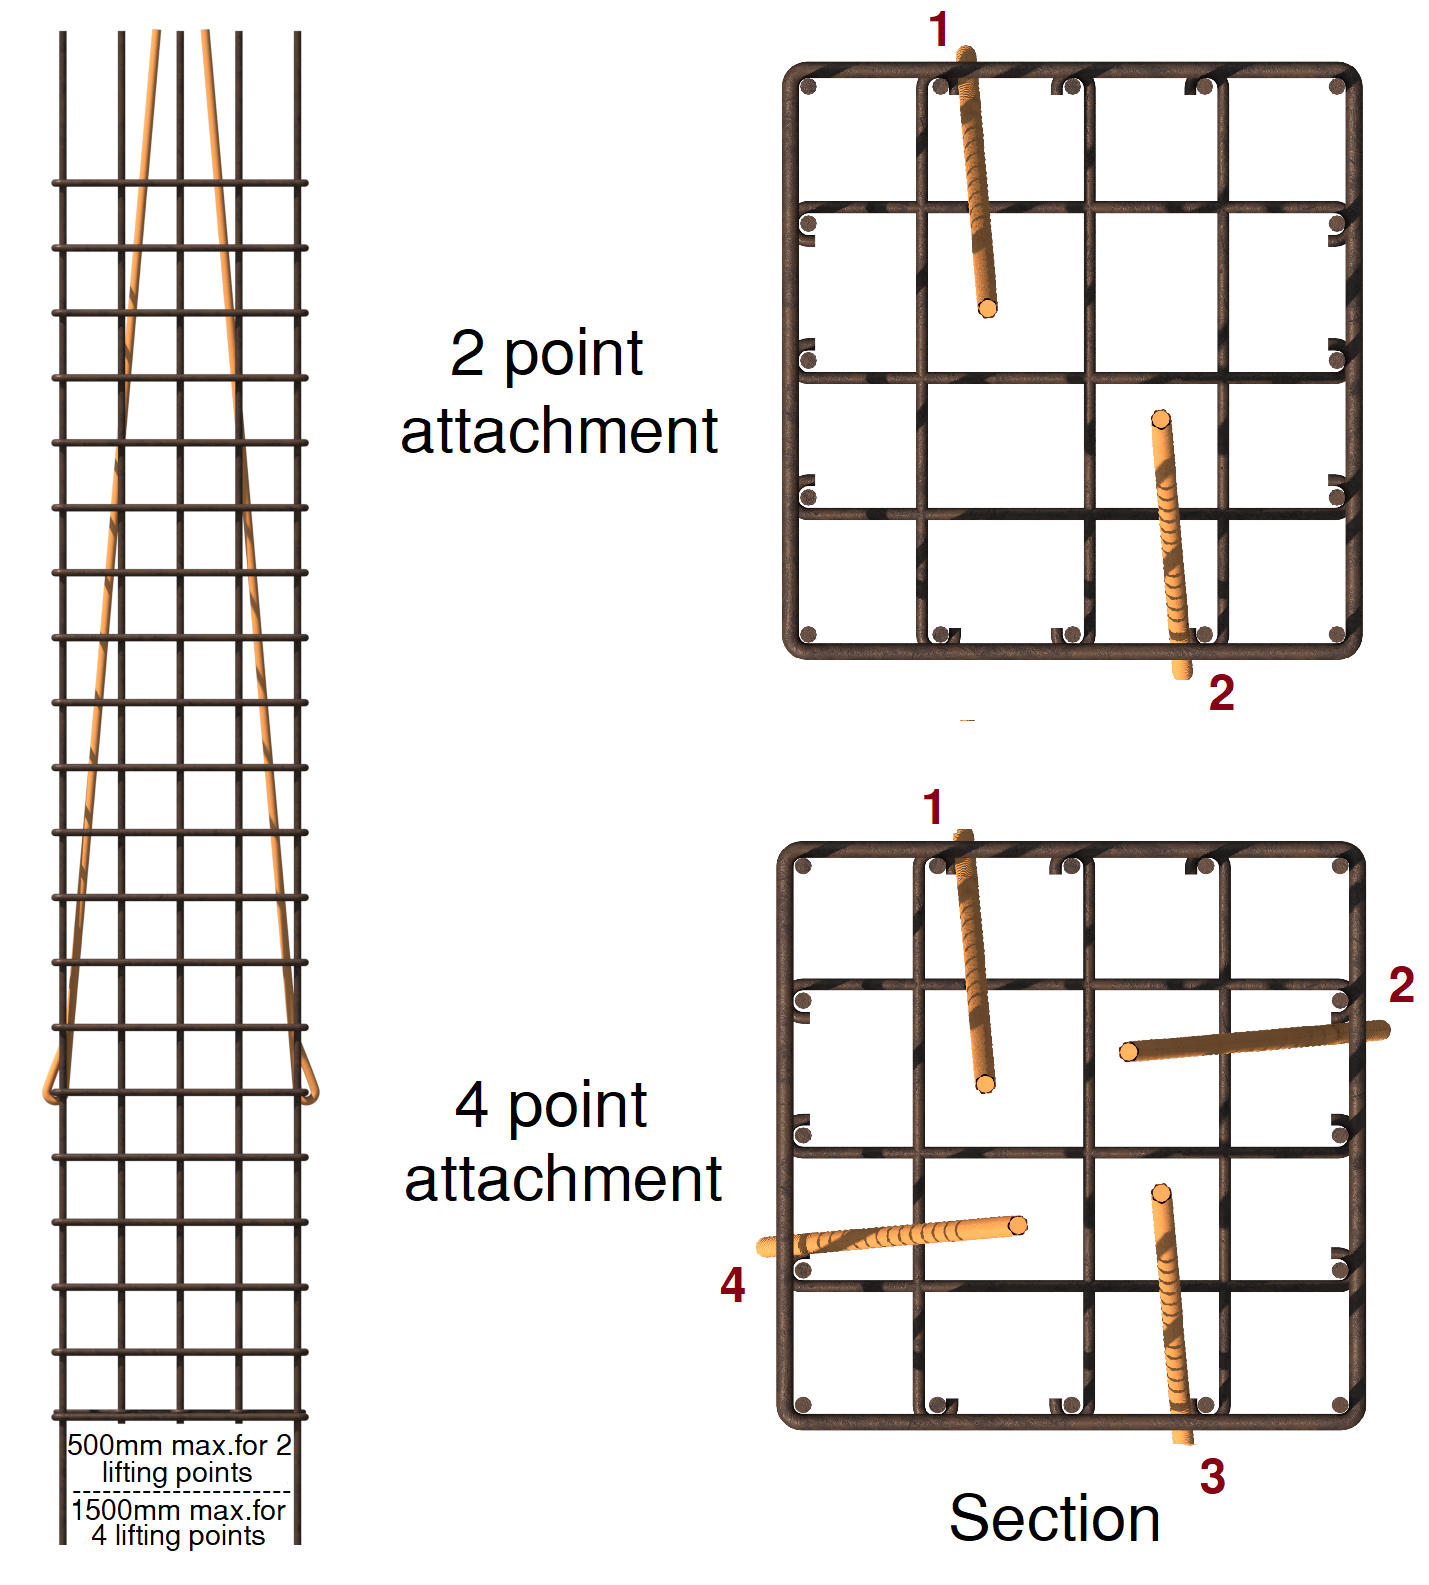 1
2 point
attachment
2
1
2
4 point
attachment
4
3
500mm max.for 2
lifting points
1500mm max.for
4 lifting points
Section